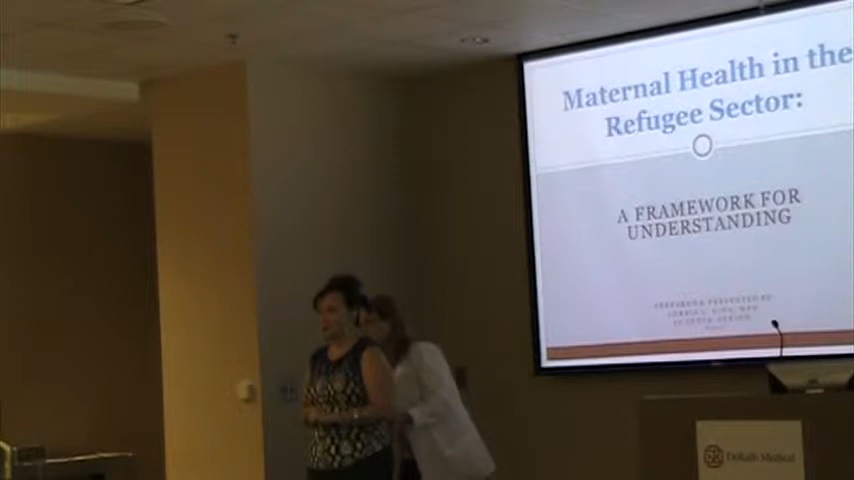 Maternal Health in the
Refugee Sector:
A FRAMEWORK FOR
UNDERSTANDING
DeKalb Medical